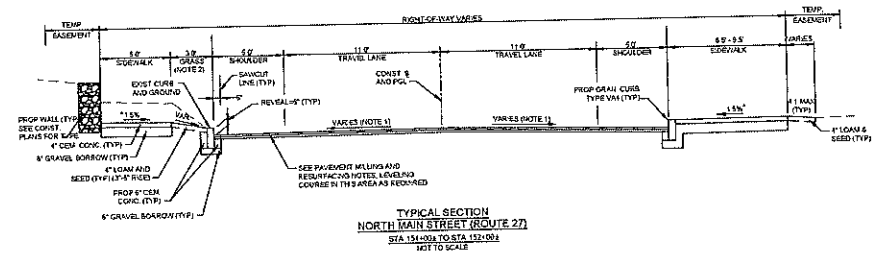 TEMP.
EASEMENT
RIGHT-OF-WAY VARIES
TEMP.
EASEMENT
SIDEWALK
3.0'
GRASS
(NOTE 2)
5.0'
SHOULDER
11.0'
TRAVEL LANE
11.0'
TRAVEL LANE
5.0'
SHOULDER
6.5' - 9.5'
SIDEWALK
VARIES
EXIST CURB
AND GROUND
SAWCUT
LINE (TYP)
REVEAL=6" (TYP)
CONST
AND PGL
PROP GRAN CURB
TYPE VA4 (TYP)
PROP WALL (TYP)
SEE CONST.
PLANS FOR
*1.5%
VARIES (NOTE 1)
VARIES (NOTE 1)
*1.5%
4:1 MAX
(TYP)
4" CEM. CONC. (TYP)
8" GRAVEL BORROW (TYP)
4" LOAM AND
SEED (TYP)
PROP 6" CEM.
CONC. (TYP)
6" GRAVEL BORROW (TYP)
SEE PAVEMENT MILLING AND
RESURFACING NOTES, LEVELING
COURSE IN THIS AREA AS REQUIRED
4" LOAM &
SEED (TYP)
TYPICAL SECTION
NORTH MAIN STREET (ROUTE 27)
STA 151+00± TO STA 152+00±
NOT TO SCALE